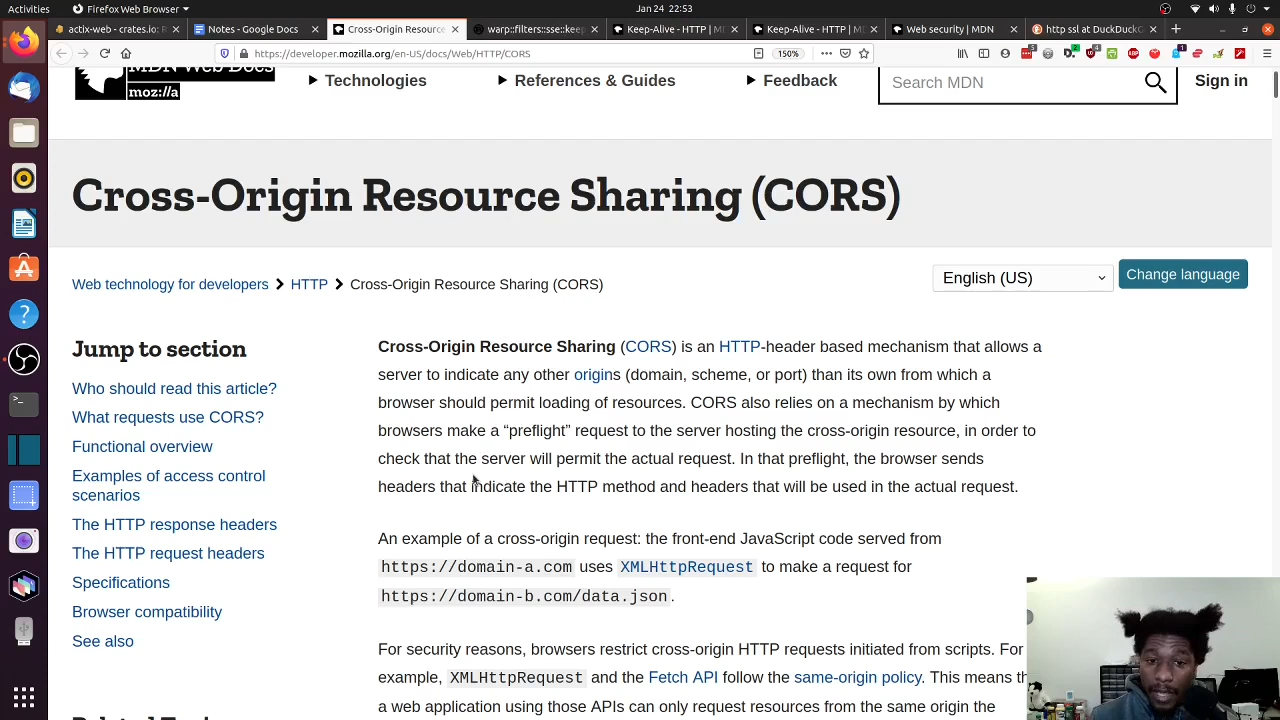 Activities
Firefox Web Browser
Jan 24 22:53
actix-web - crates.io: R
Notes - Google Docs
Cross-Origin Resource
warp::filters::sse::keep
Keep-Alive - HTTP | MD
Keep-Alive - HTTP | MD
Web security | MDN
http ssl at DuckDuckG
https://developer.mozilla.org/en-US/docs/Web/HTTP/CORS
150%
MDN Web Docs
moz://a
Technologies
References & Guides
Feedback
Search MDN
Sign in
Cross-Origin Resource Sharing (CORS)
Web technology for developers
HTTP
Cross-Origin Resource Sharing (CORS)
English (US)
Change language
Jump to section
Who should read this article?
What requests use CORS?
Functional overview
Examples of access control
scenarios
The HTTP response headers
The HTTP request headers
Specifications
Browser compatibility
See also
Cross-Origin Resource Sharing (CORS) is an HTTP-header based mechanism that allows a
server to indicate any other origins (domain, scheme, or port) than its own from which a
browser should permit loading of resources. CORS also relies on a mechanism by which
browsers make a “preflight” request to the server hosting the cross-origin resource, in order to
check that the server will permit the actual request. In that preflight, the browser sends
headers that indicate the HTTP method and headers that will be used in the actual request.
An example of a cross-origin request: the front-end JavaScript code served from
https://domain-a.com uses XMLHttpRequest to make a request for
https://domain-b.com/data.json.
For security reasons, browsers restrict cross-origin HTTP requests initiated from scripts. For
example, XMLHttpRequest and the Fetch API follow the same-origin policy. This means th
a web application using those APIs can only request resources from the same origin the